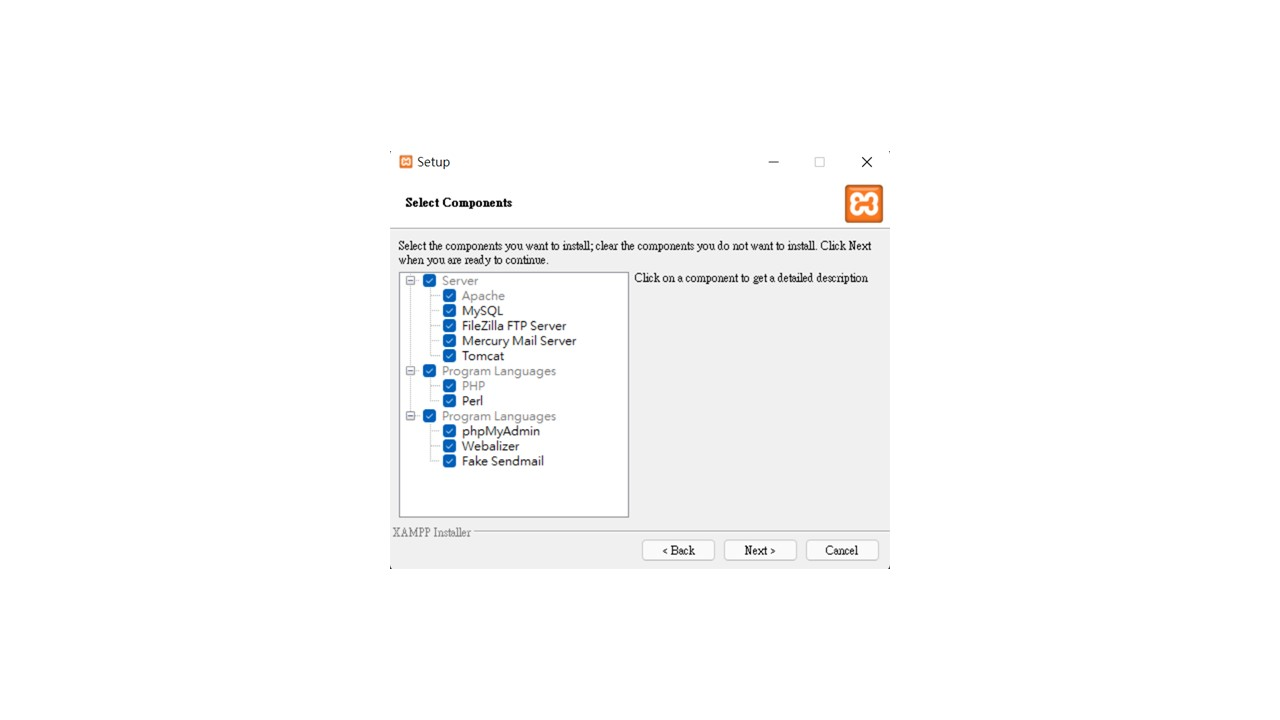 Setup
Select Components
Select the components you want to install; clear the components you do not want to install. Click Next
when you are ready to continue.
Click on a component to get a detailed description
Server
Apache
MySQL
FileZilla FTP Server
Mercury Mail Server
Tomcat
Program Languages
PHP
Perl
Program Languages
phpMyAdmin
Webalizer
Fake Sendmail
XAMPP Installer
< Back
Next >
Cancel